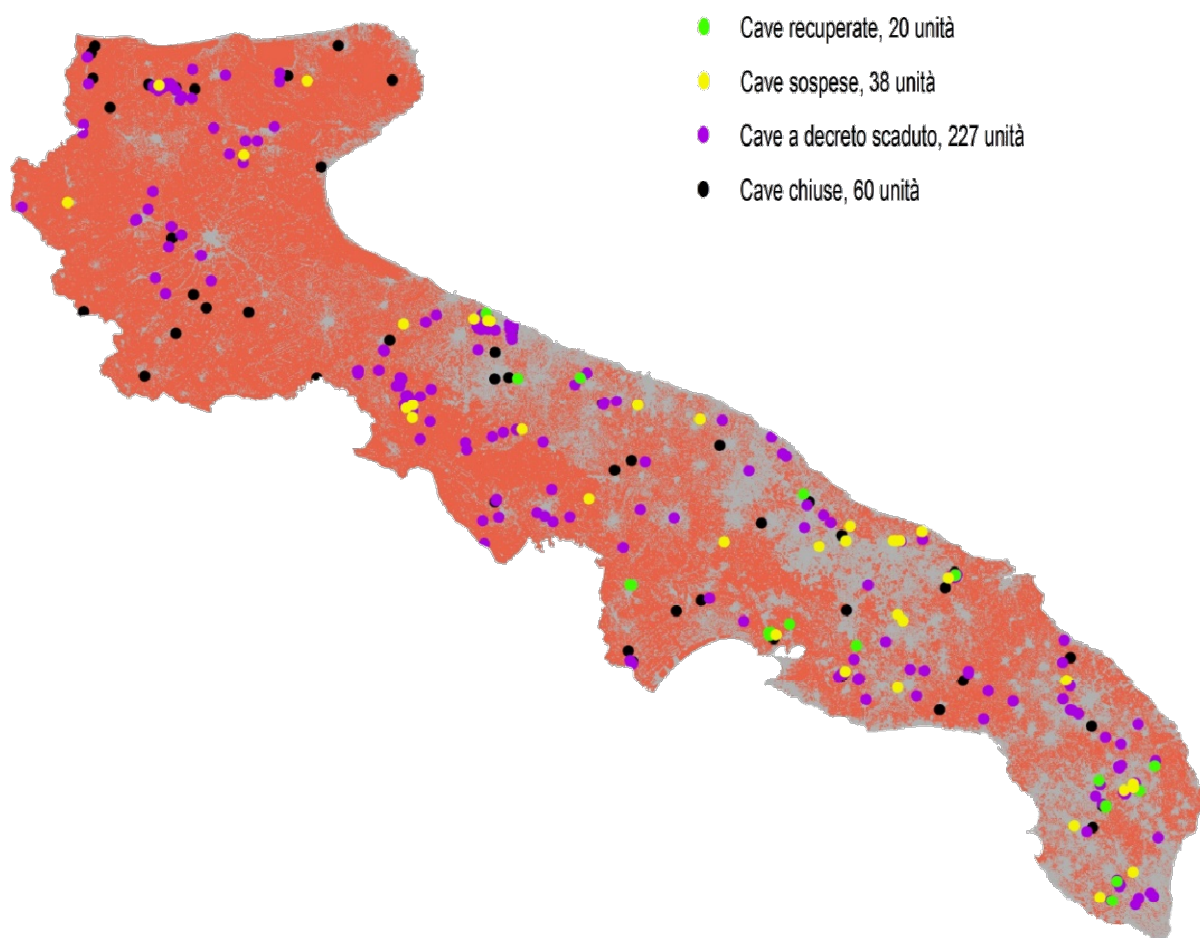 Cave recuperate, 20 unità
Cave sospese, 38 unità
Cave a decreto scaduto, 227 unità
Cave chiuse, 60 unità